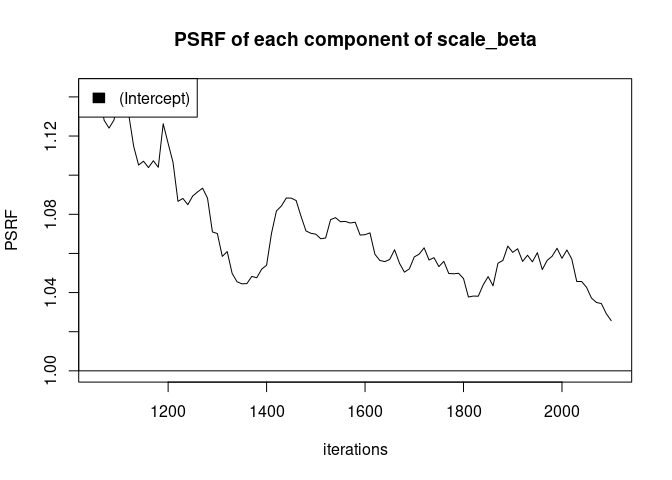 PSRF of each component of scale_beta
(Intercept)
PSRF
1.12
1.08
1.04
1.00
1200 1400 1600 1800 2000
iterations